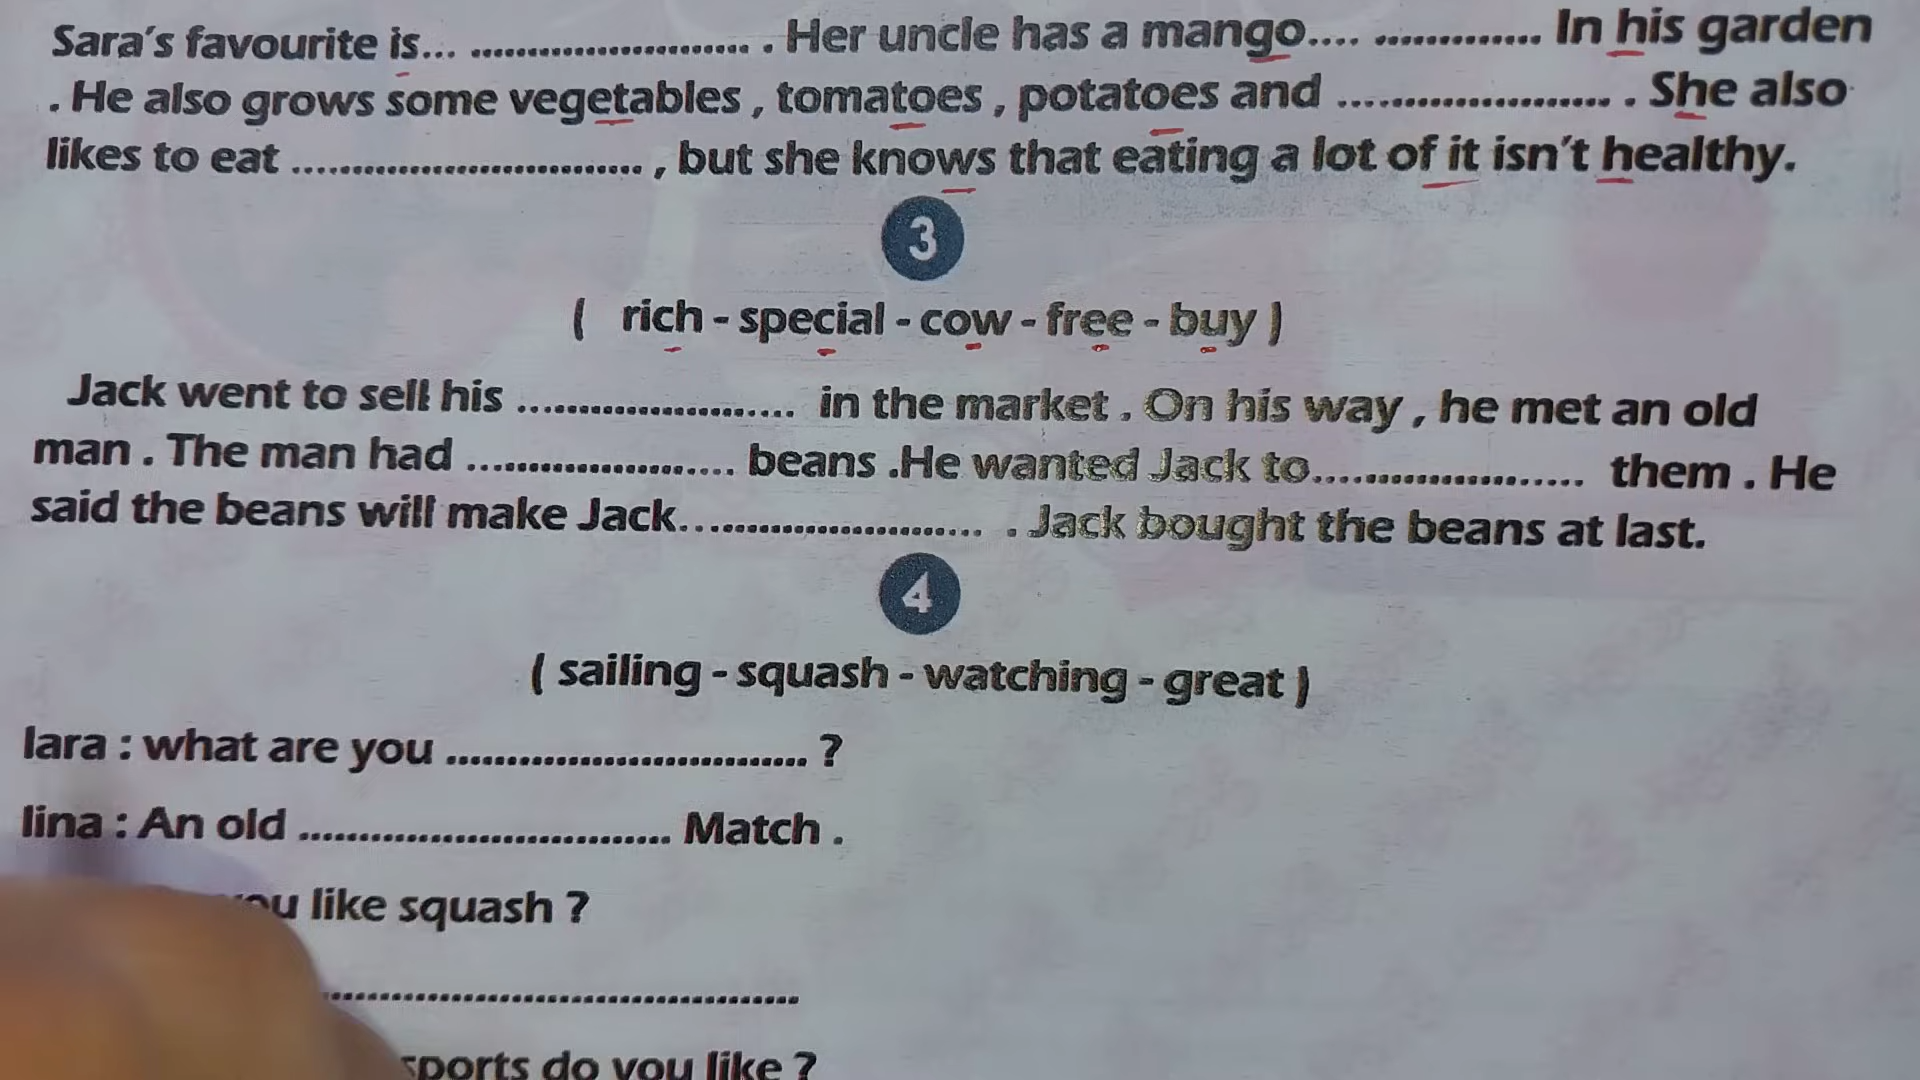 Sara's favourite is... ............................ . Her uncle has a mango.... .............. In his garden
. He also grows some vegetables , tomatoes , potatoes and ........................... . She also
likes to eat ................................... , but she knows that eating a lot of it isn't healthy.
3
( rich - special - cow - free - buy )
Jack went to sell his ............................ in the market . On his way , he met an old
man . The man had ........................... beans .He wanted Jack to........................... them . He
said the beans will make Jack............................... . Jack bought the beans at last.
4
( sailing - squash - watching - great )
lara : what are you .................................... ?
lina : An old ..................................... Match .
like squash ?
................................................
sports do you like ?